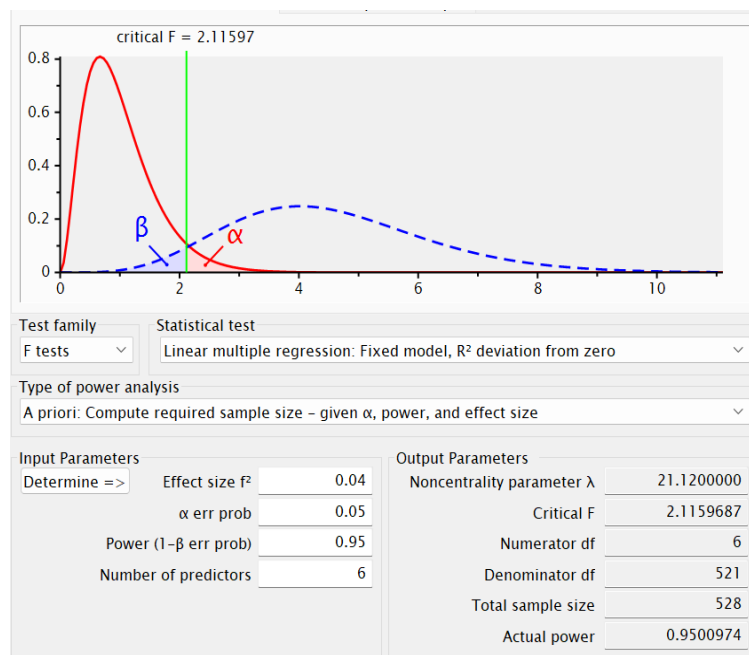 critical F = 2.11597
0.8
0.6
0.4
0.2
0
β
α
0 2 4 6 8 10
Test family
Statistical test
F tests
Linear multiple regression: Fixed model, R² deviation from zero
Type of power analysis
A priori: Compute required sample size – given α, power, and effect size
Input Parameters
Determine =>
Effect size f² 0.04
α err prob 0.05
Power (1-β err prob) 0.95
Number of predictors 6
Output Parameters
Noncentrality parameter λ 21.1200000
Critical F 2.1159687
Numerator df 6
Denominator df 521
Total sample size 528
Actual power 0.9500974